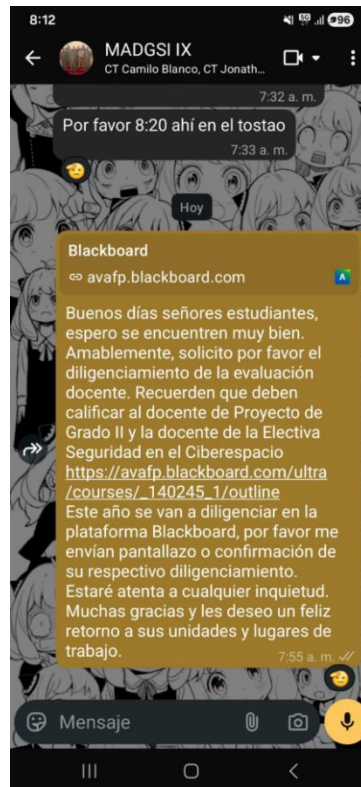 8:12
5G
96
MADGSI IX
CT Camilo Blanco, CT Jonath...
7:32 a. m.
Por favor 8:20 ahí en el tostao
7:33 a. m.
Hoy
Blackboard
avafp.blackboard.com
Buenos días señores estudiantes,
espero se encuentren muy bien.
Amablemente, solicito por favor el
diligenciamiento de la evaluación
docente. Recuerden que deben
calificar al docente de Proyecto de
Grado II y la docente de la Electiva
Seguridad en el Ciberespacio
https://avafp.blackboard.com/ultra
/courses/_140245_1/outline
Este año se van a diligenciar en la
plataforma Blackboard, por favor me
envían pantallazo o confirmación de
su respectivo diligenciamiento.
Estaré atenta a cualquier inquietud.
Muchas gracias y les deseo un feliz
retorno a sus unidades y lugares de
trabajo.
7:55 a. m.
Mensaje